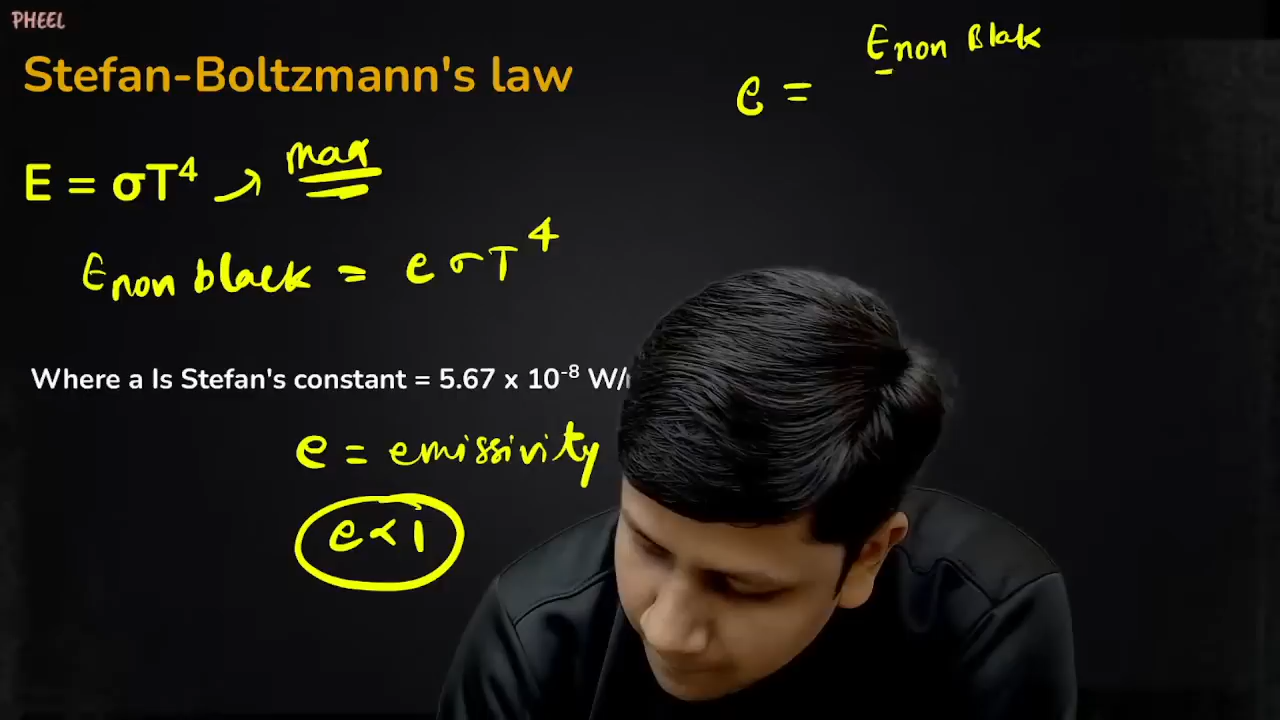 PHEEL
Stefan-Boltzmann's law
E = σT⁴ → max
E non black = e σ T⁴
Where a Is Stefan's constant = 5.67 x 10⁻⁸ W/
e = emissivity
e < 1
e =
E non Blak